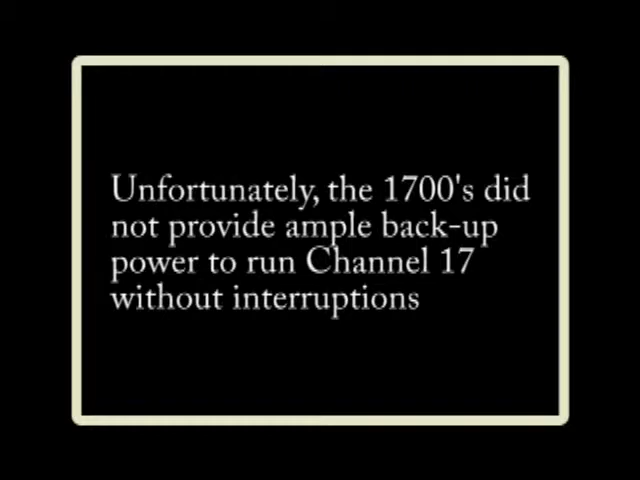 Unfortunately, the 1700's did
not provide ample back-up
power to run Channel 17
without interruptions